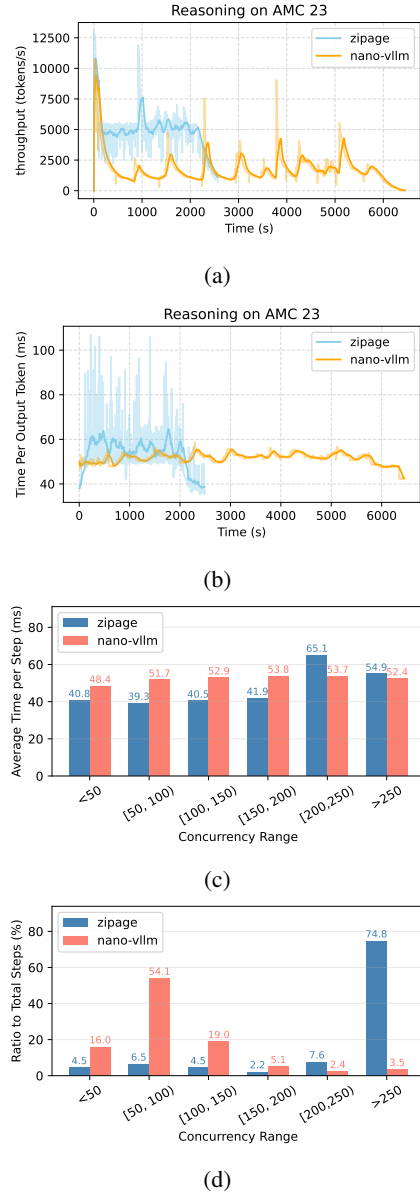 Reasoning on AMC 23
throughput (tokens/s)
12500
10000
7500
5000
2500
0
zipage
nano-vllm
0 1000 2000 3000 4000 5000 6000
Time (s)
(a)
Reasoning on AMC 23
Time Per Output Token (ms)
100
80
60
40
zipage
nano-vllm
0 1000 2000 3000 4000 5000 6000
Time (s)
(b)
Average Time per Step (ms)
80
60
40
20
0
zipage
nano-vllm
40.8 48.4 39.3 51.7 40.5 52.9 41.9 53.8 65.1 53.7 54.9 52.4
<50 [50, 100) [100, 150) [150, 200) [200,250) >250
Concurrency Range
(c)
Ratio to Total Steps (%)
80
60
40
20
0
zipage
nano-vllm
4.5 16.0 6.5 54.1 4.5 19.0 2.2 5.1 7.6 2.4 74.8 3.5
<50 [50, 100) [100, 150) [150, 200) [200,250) >250
Concurrency Range
(d)